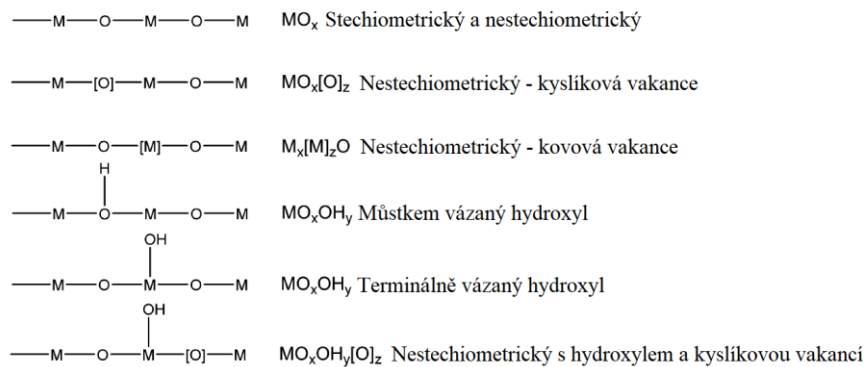 —M—O—M—O—M MOₓ Stechiometrický a nestechiometrický
—M—[O]—M—O—M MOₓ[O]z Nestechiometrický - kyslíková vakance
—M—O—[M]—O—M Mₓ[M]zO Nestechiometrický - kovová vakance
H
—M—O—M—O—M MOₓOHy Můstkem vázaný hydroxyl
OH
—M—O—M—O—M MOₓOHy Terminálně vázaný hydroxyl
OH
—M—O—M—[O]—M MOₓOHy[O]z Nestechiometrický s hydroxylem a kyslíkovou vakancí